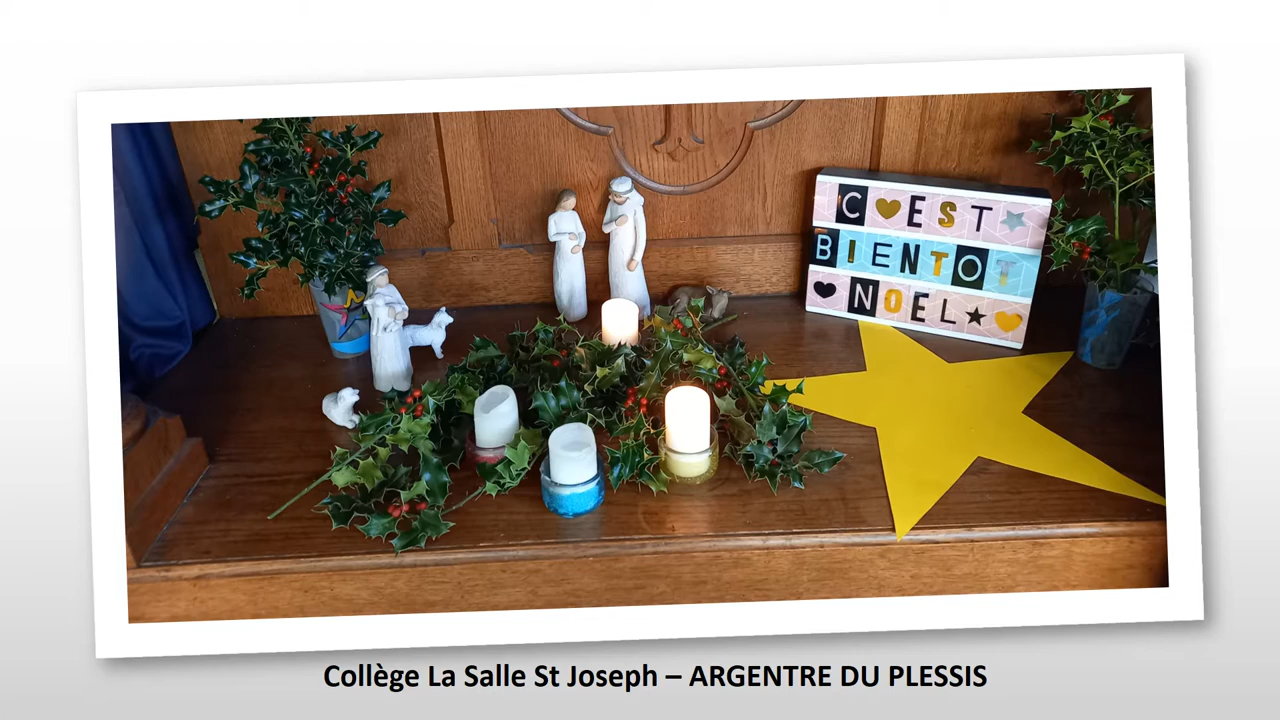 C EST
BIENTOT
NOEL
Collège La Salle St Joseph – ARGENTRE DU PLESSIS